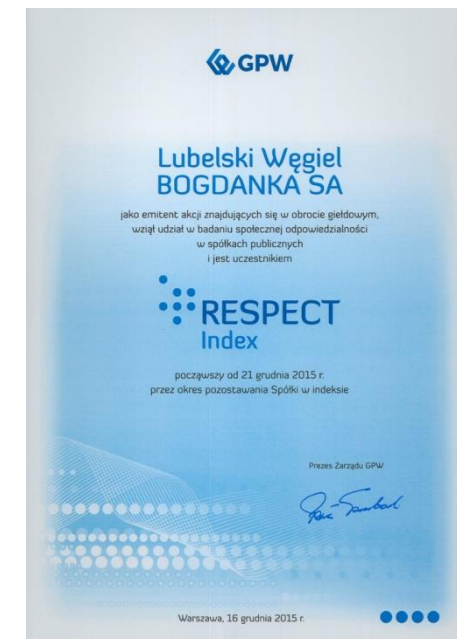 GPW
Lubelski Węgiel
BOGDANKA SA
jako emitent akcji znajdujących się w obrocie giełdowym,
wziął udział w badaniu społecznej odpowiedzialności
w spółkach publicznych
i jest uczestnikiem
RESPECT
Index
począwszy od 21 grudnia 2015 r.
przez okres pozostawania Spółki w indeksie
Prezes Zarządu GPW
Warszawa, 16 grudnia 2015 r.